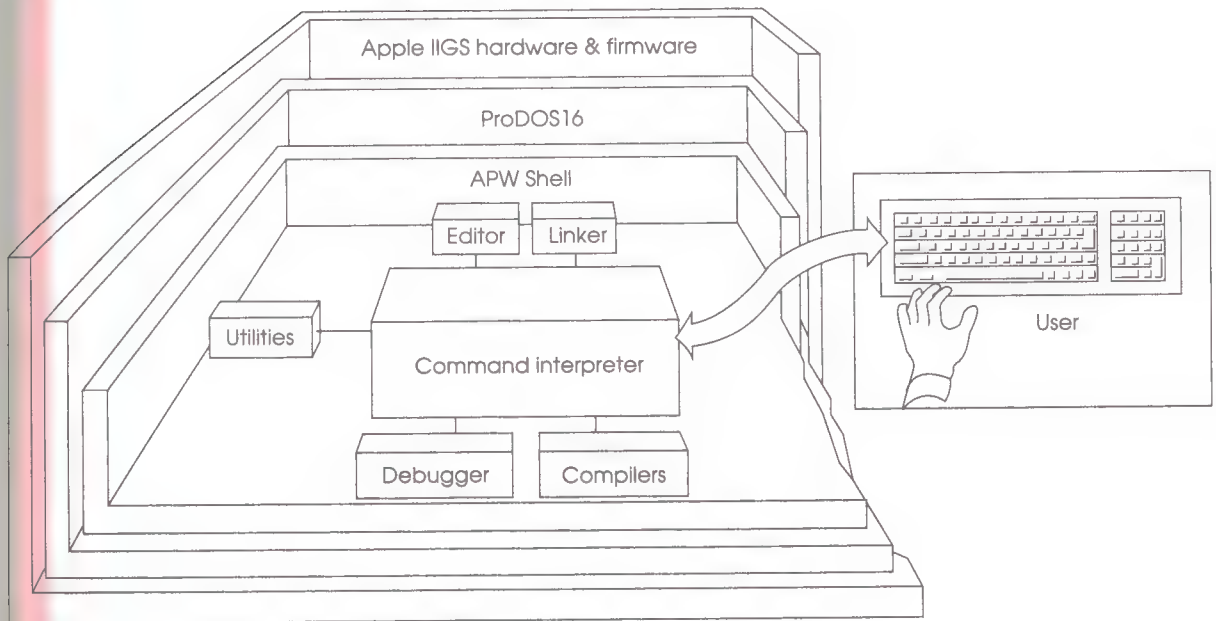 Apple IIGS hardware & firmware
ProDOS16
APW Shell
Editor
Linker
Utilities
Command interpreter
User
Debugger
Compilers